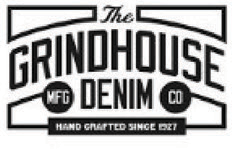 The
GRINDHOUSE
MFG DENIM CO
HAND CRAFTED SINCE 1927